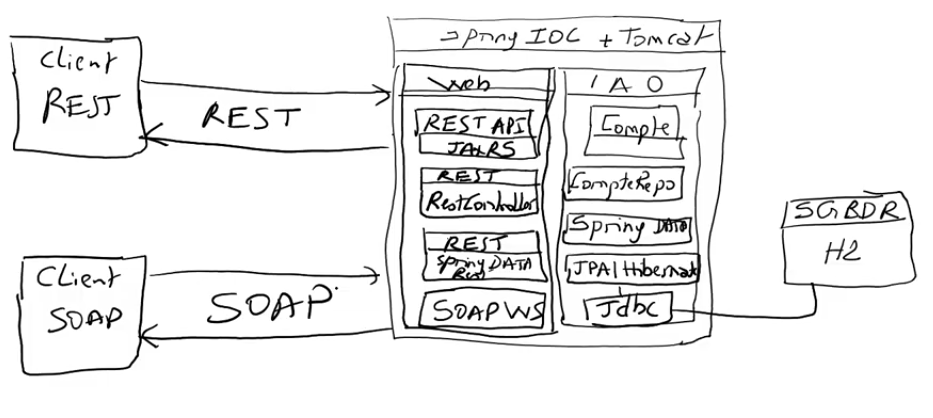 Client
REST
REST
Client
SOAP
SOAP
Spring IOC + Tomcat
Web
REST API
JAXRS
REST
RestController
REST
Spring DATA
Rest
SOAP WS
DAO
Compte
CompteRepo
Spring DATA
JPA | Hibernate
Jdbc
SGBDR
H2